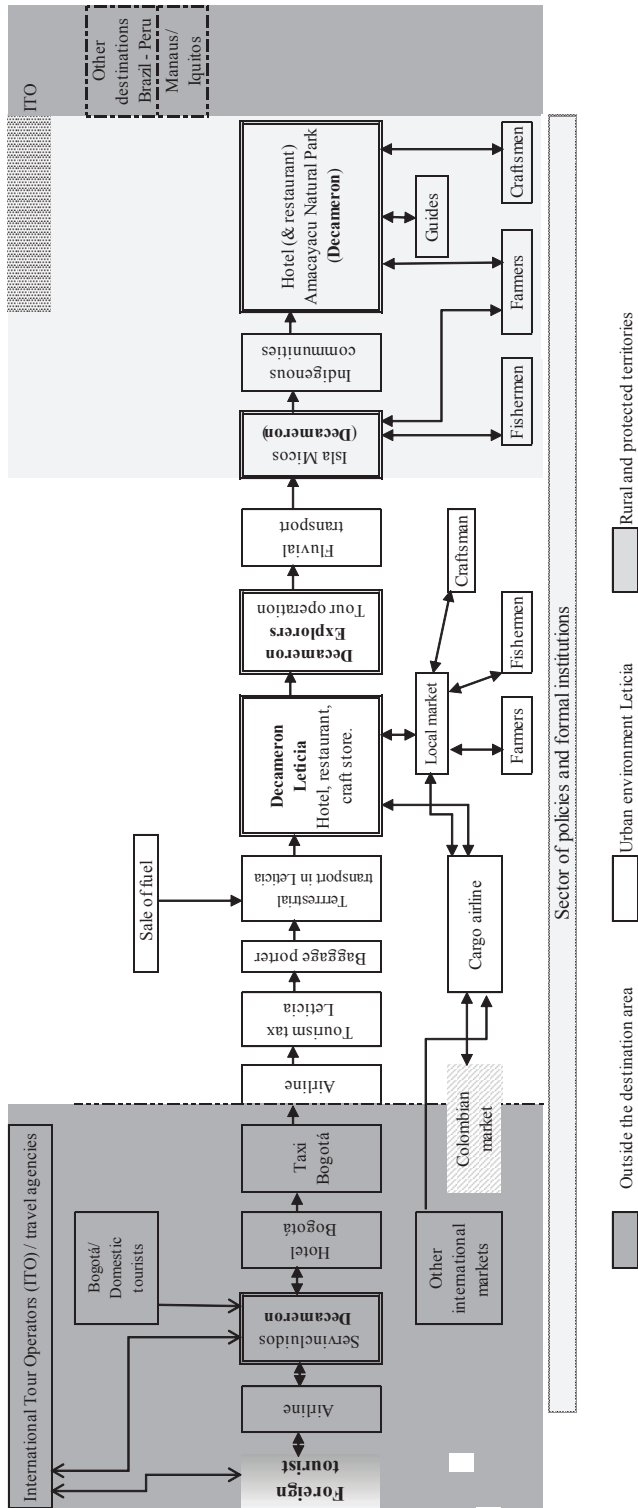 International Tour Operators (ITO) / travel agencies
ITO
Other
destinations
Brazil - Peru
Manaus/
Iquitos
Bogotá/
Domestic
tourists
Sale of fuel
Foreign
tourist
Airline
Servincluidos
Decameron
Hotel
Bogotá
Taxi
Bogotá
Airline
Tourism tax
Leticia
Baggage porter
Terrrestrial
transport in Leticia
Decameron
Leticia
Hotel, restaurant,
craft store.
Decameron
Explorers
Tour operation
Fluvial
transport
Isla Micos
(Decameron)
Indigenous
communities
Hotel (& restaurant)
Amacayacu Natural Park
(Decameron)
Other
international
markets
Colombian
market
Cargo airline
Local market
Craftsman
Farmers
Fishermen
Fishermen
Farmers
Guides
Craftsmen
Sector of policies and formal institutions
Outside the destination area
Urban environment Leticia
Rural and protected territories